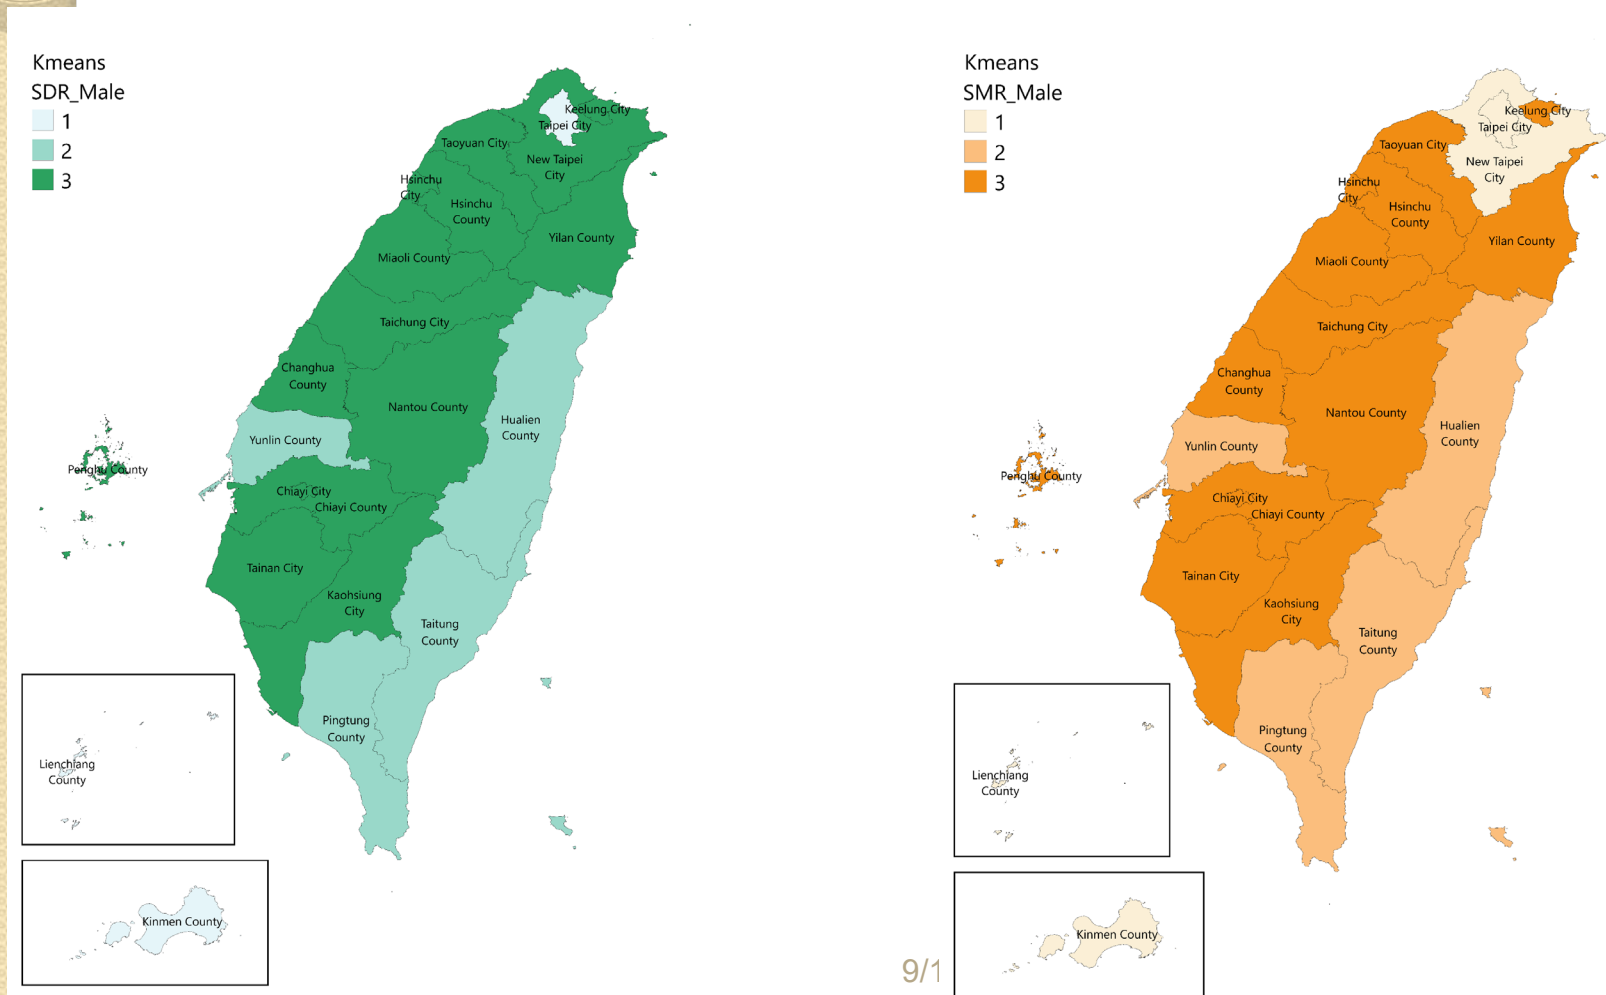 Kmeans
SDR_Male
1
2
3
Keelung City
Taipei City
Taoyuan City
New Taipei
City
Hsinchu
City
Hsinchu
County
Yilan County
Miaoli County
Taichung City
Changhua
County
Nantou County
Hualien
County
Yunlin County
Penghu County
Chiayi City
Chiayi County
Tainan City
Kaohsiung
City
Taitung
County
Pingtung
County
Lienchiang
County
Kinmen County
Kmeans
SMR_Male
1
2
3
Keelung City
Taipei City
Taoyuan City
New Taipei
City
Hsinchu
City
Hsinchu
County
Yilan County
Miaoli County
Taichung City
Changhua
County
Nantou County
Hualien
County
Yunlin County
Penghu County
Chiayi City
Chiayi County
Tainan City
Kaohsiung
City
Taitung
County
Pingtung
County
Lienchiang
County
Kinmen County
9/1